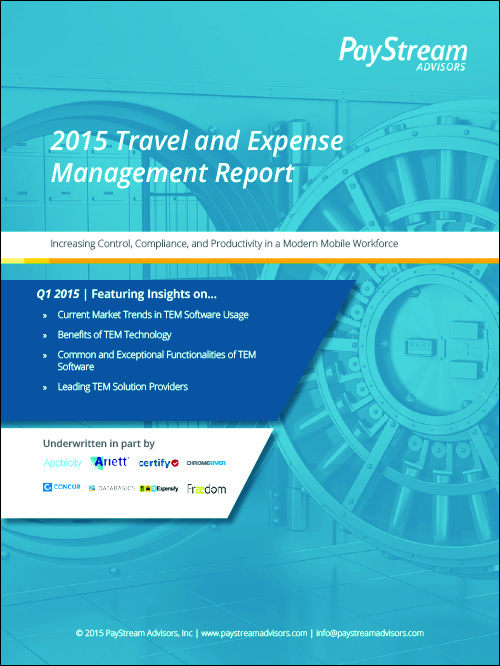 PayStream
ADVISORS
2015 Travel and Expense
Management Report
Increasing Control, Compliance, and Productivity in a Modern Mobile Workforce
Q1 2015 | Featuring Insights on...
» Current Market Trends in TEM Software Usage
» Benefits of TEM Technology
» Common and Exceptional Functionalities of TEM
Software
» Leading TEM Solution Providers
Underwritten in part by
Apptricity Ariett certify CHROMERIVER
CONCUR DATABASICS Expensify Freedom
© 2015 PayStream Advisors, Inc | www.paystreamadvisors.com | info@paystreamadvisors.com